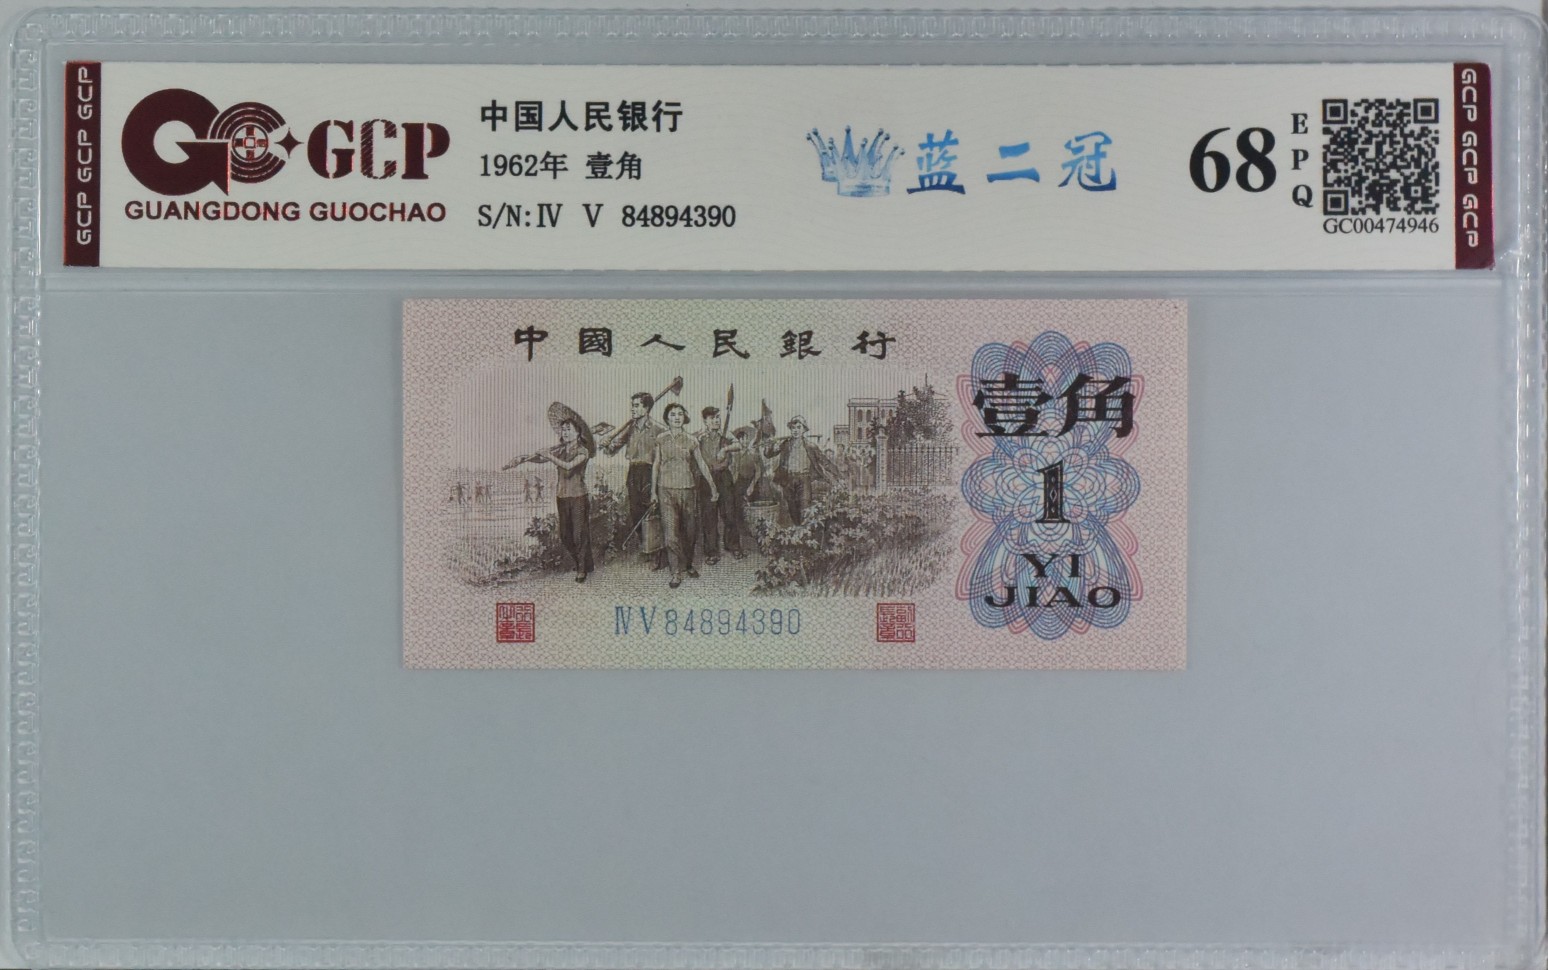 GCP GCP GCP
GCP
GUANGDONG GUOCHAO
中国人民银行
1962年 壹角
S/N:Ⅳ Ⅴ 84894390
蓝二冠
68
EPQ
GC00474946
GCP GCP GCP
中國人民銀行
壹角
1
YI
JIAO
ⅣⅤ84894390